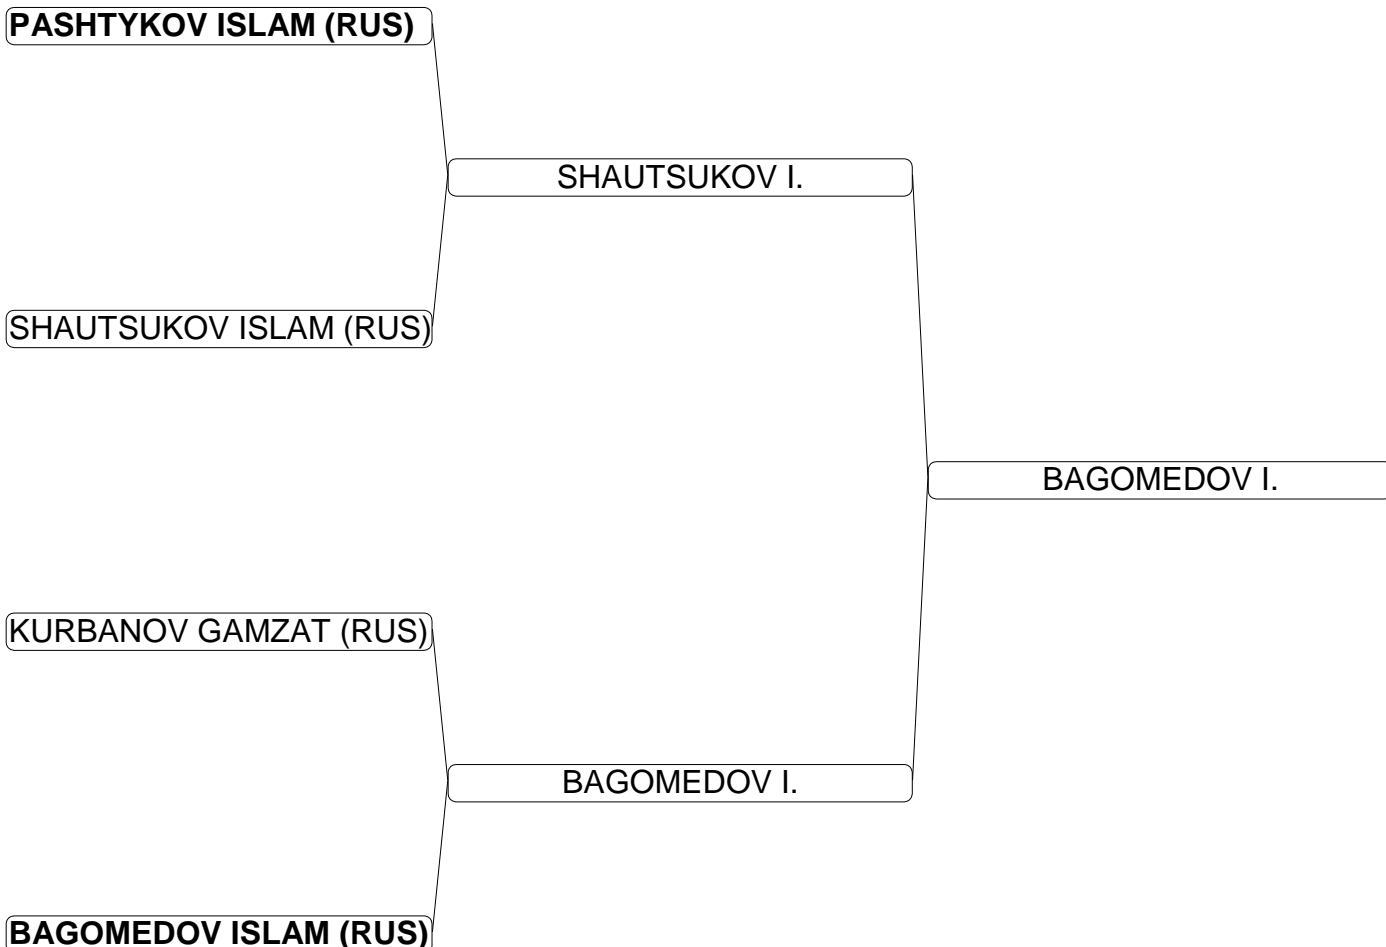 PASHTYKOV ISLAM (RUS)
SHAUTSUKOV I.
SHAUTSUKOV ISLAM (RUS)
BAGOMEDOV I.
KURBANOV GAMZAT (RUS)
BAGOMEDOV I.
BAGOMEDOV ISLAM (RUS)